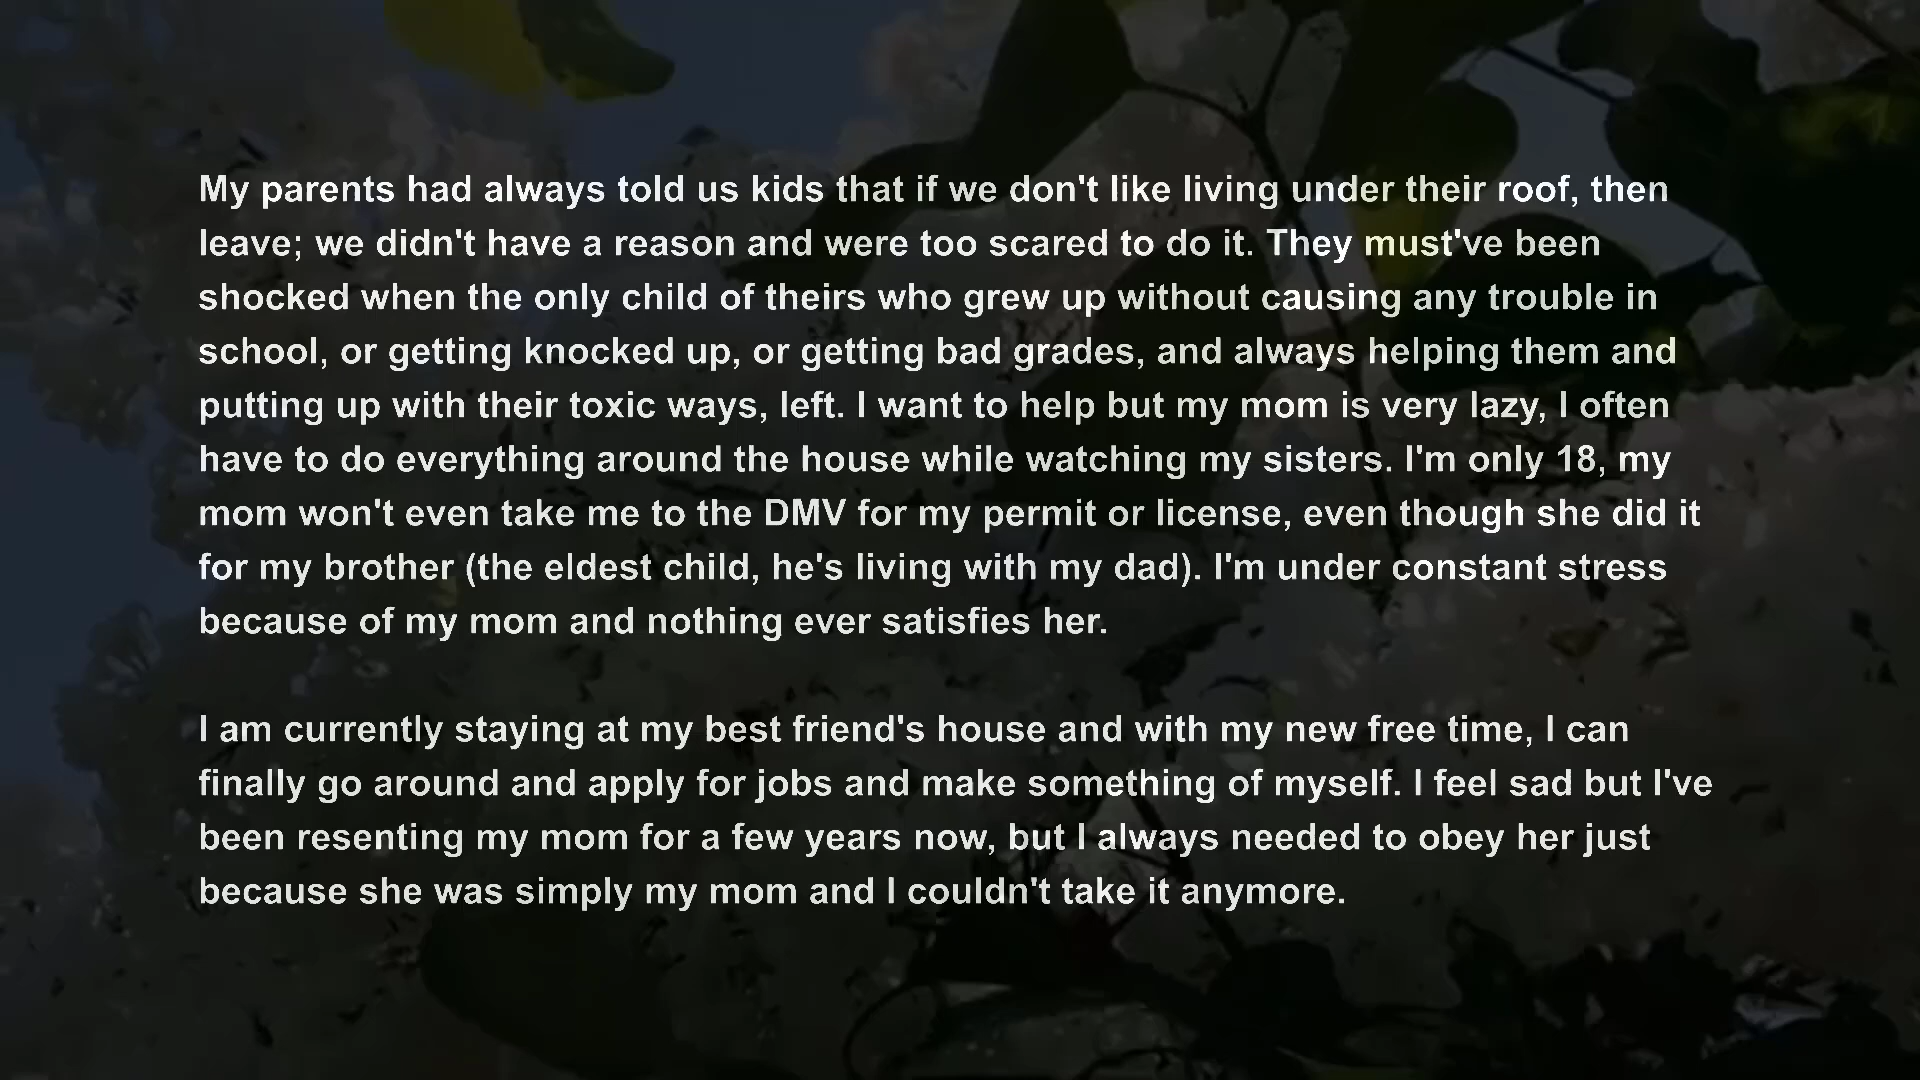 My parents had always told us kids that if we don't like living under their roof, then
leave; we didn't have a reason and were too scared to do it. They must've been
shocked when the only child of theirs who grew up without causing any trouble in
school, or getting knocked up, or getting bad grades, and always helping them and
putting up with their toxic ways, left. I want to help but my mom is very lazy, I often
have to do everything around the house while watching my sisters. I'm only 18, my
mom won't even take me to the DMV for my permit or license, even though she did it
for my brother (the eldest child, he's living with my dad). I'm under constant stress
because of my mom and nothing ever satisfies her.

I am currently staying at my best friend's house and with my new free time, I can
finally go around and apply for jobs and make something of myself. I feel sad but I've
been resenting my mom for a few years now, but I always needed to obey her just
because she was simply my mom and I couldn't take it anymore.